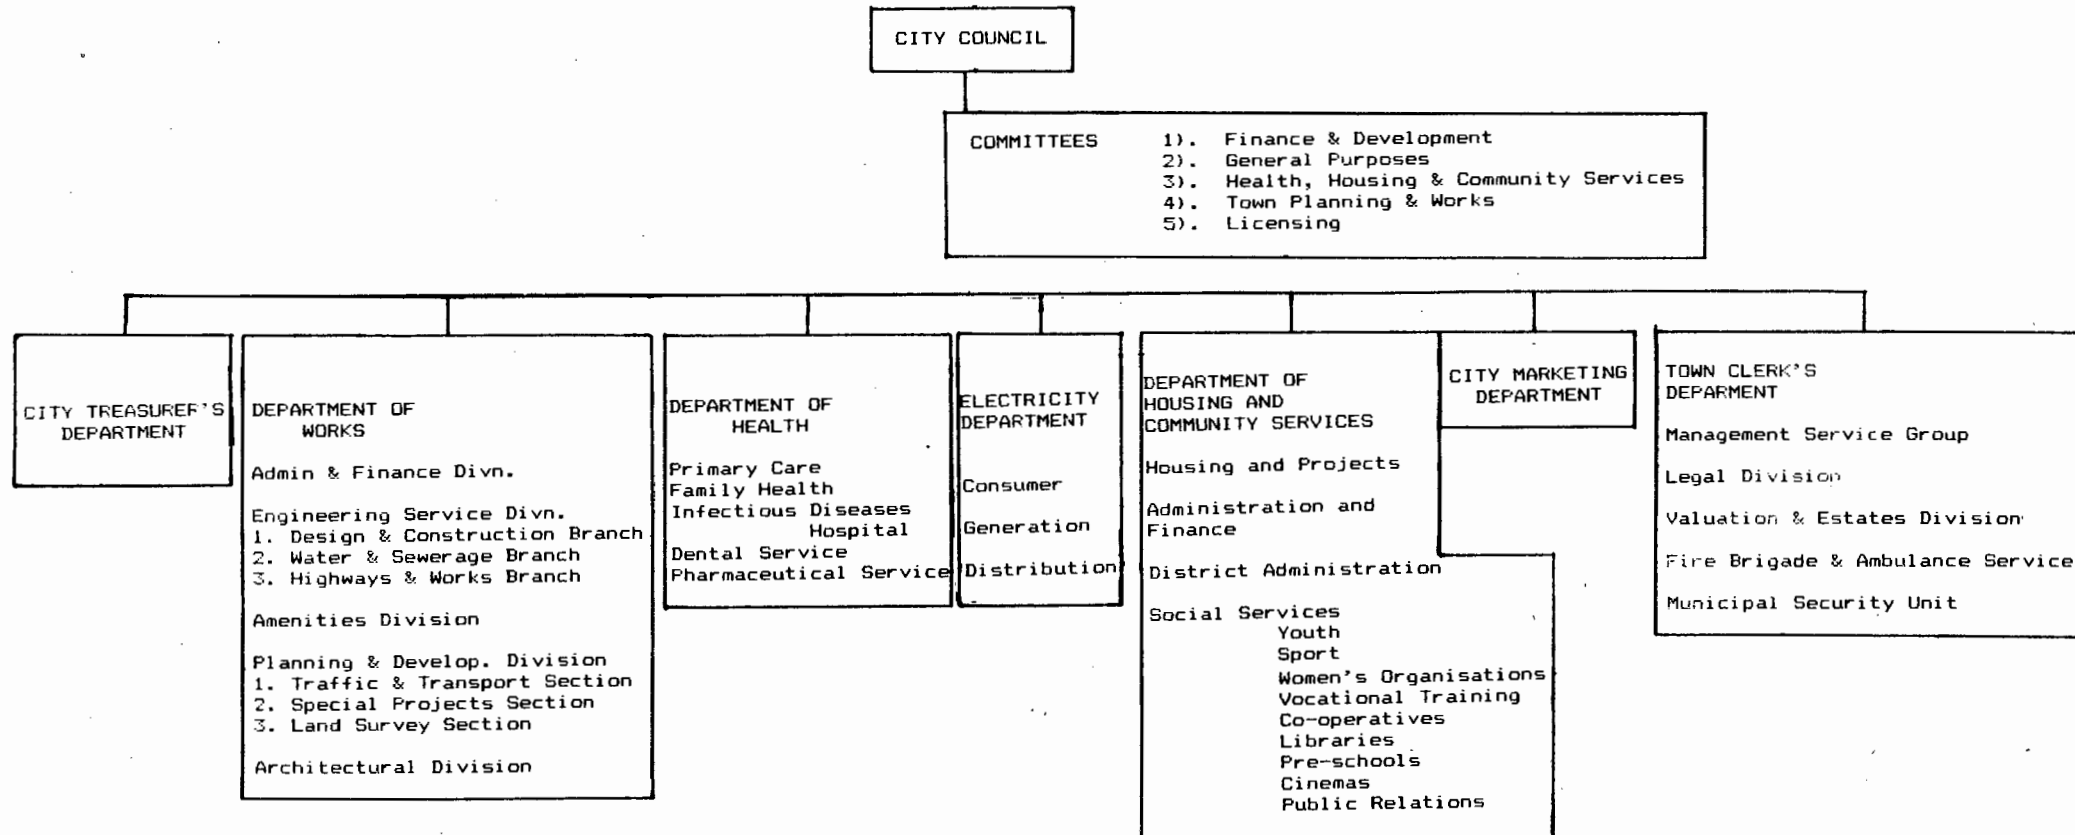 CITY COUNCIL
COMMITTEES 1). Finance & Development
2). General Purposes
3). Health, Housing & Community Services
4). Town Planning & Works
5). Licensing
CITY TREASURER'S
DEPARTMENT
DEPARTMENT OF
WORKS
Admin & Finance Divn.
Engineering Service Divn.
1. Design & Construction Branch
2. Water & Sewerage Branch
3. Highways & Works Branch
Amenities Division
Planning & Develop. Division
1. Traffic & Transport Section
2. Special Projects Section
3. Land Survey Section
Architectural Division
DEPARTMENT OF
HEALTH
Primary Care
Family Health
Infectious Diseases
Hospital
Dental Service
Pharmaceutical Service
ELECTRICITY
DEPARTMENT
Consumer
Generation
Distribution
DEPARTMENT OF
HOUSING AND
COMMUNITY SERVICES
Housing and Projects
Administration and
Finance
District Administration
Social Services
Youth
Sport
Women's Organisations
Vocational Training
Co-operatives
Libraries
Pre-schools
Cinemas
Public Relations
CITY MARKETING
DEPARTMENT
TOWN CLERK'S
DEPARMENT
Management Service Group
Legal Division
Valuation & Estates Division
Fire Brigade & Ambulance Service
Municipal Security Unit